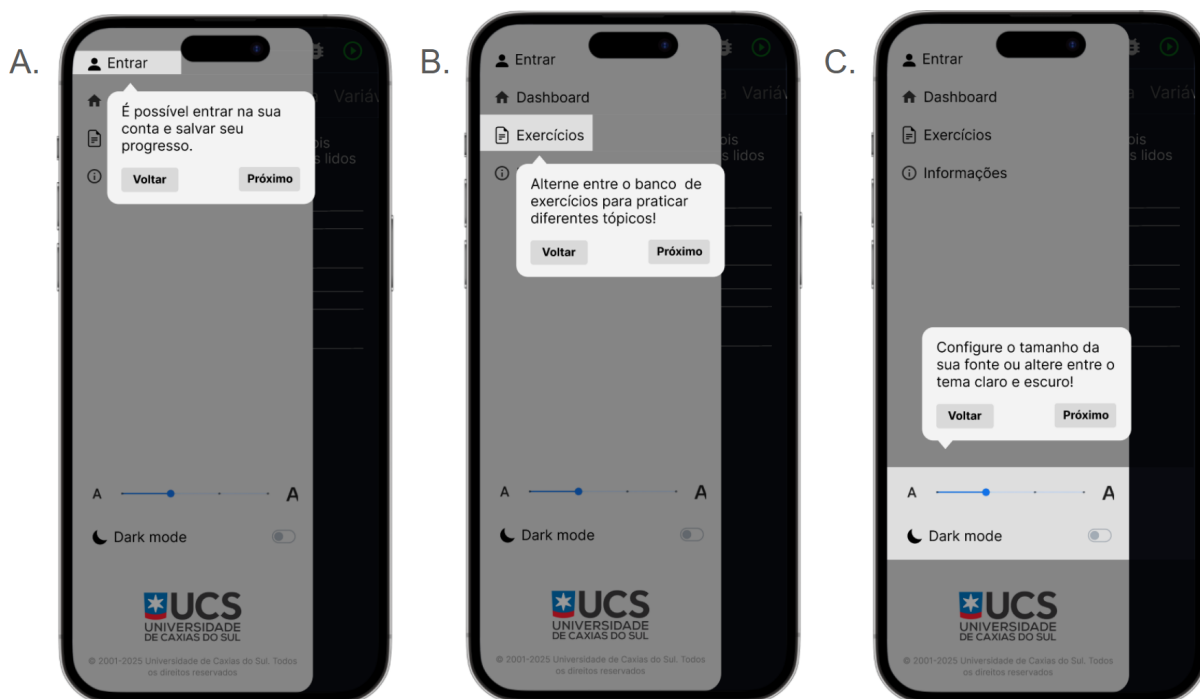 A.
Entrar
É possível entrar na sua
conta e salvar seu
progresso.
Voltar Próximo
A A
Dark mode
UCS
UNIVERSIDADE
DE CAXIAS DO SUL
© 2001-2025 Universidade de Caxias do Sul. Todos
os direitos reservados
lidos
B.
Entrar
Dashboard
Exercícios
Alterne entre o banco de
exercícios para praticar
diferentes tópicos!
Voltar Próximo
A A
Dark mode
UCS
UNIVERSIDADE
DE CAXIAS DO SUL
© 2001-2025 Universidade de Caxias do Sul. Todos
os direitos reservados
lidos
C.
Entrar
Dashboard
Exercícios
Informações
Configure o tamanho da
sua fonte ou altere entre o
tema claro e escuro!
Voltar Próximo
A A
Dark mode
UCS
UNIVERSIDADE
DE CAXIAS DO SUL
© 2001-2025 Universidade de Caxias do Sul. Todos
os direitos reservados
lidos